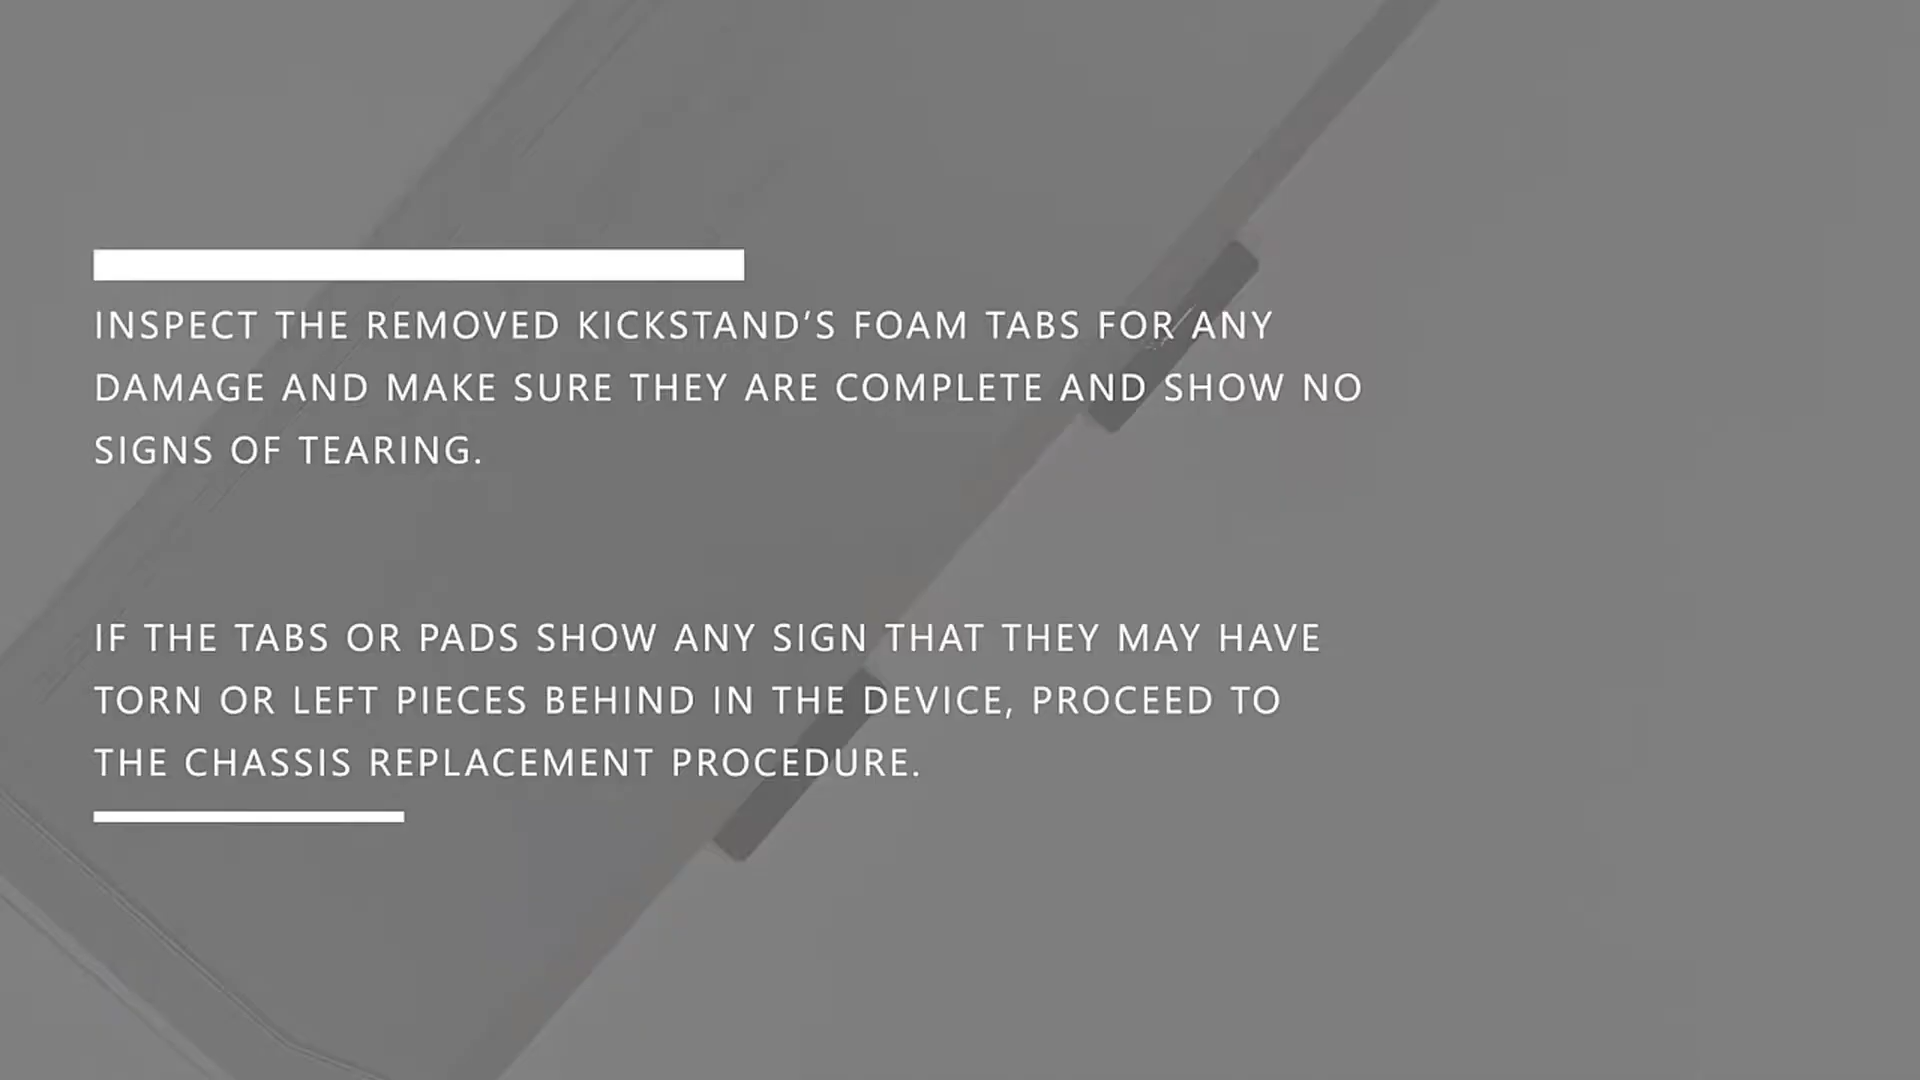 INSPECT THE REMOVED KICKSTAND’S FOAM TABS FOR ANY
DAMAGE AND MAKE SURE THEY ARE COMPLETE AND SHOW NO
SIGNS OF TEARING.
IF THE TABS OR PADS SHOW ANY SIGN THAT THEY MAY HAVE
TORN OR LEFT PIECES BEHIND IN THE DEVICE, PROCEED TO
THE CHASSIS REPLACEMENT PROCEDURE.